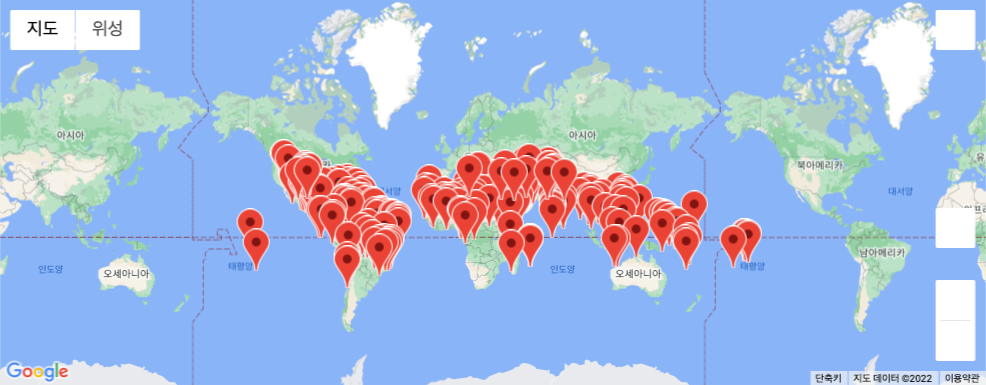 지도 위성
아시아
아시아
북아메리카
대서양
인도양
오세아니아
태평양
인도양
오세아니아
태평양
남아메리카
Google
단축키 지도 데이터 ©2022 이용약관